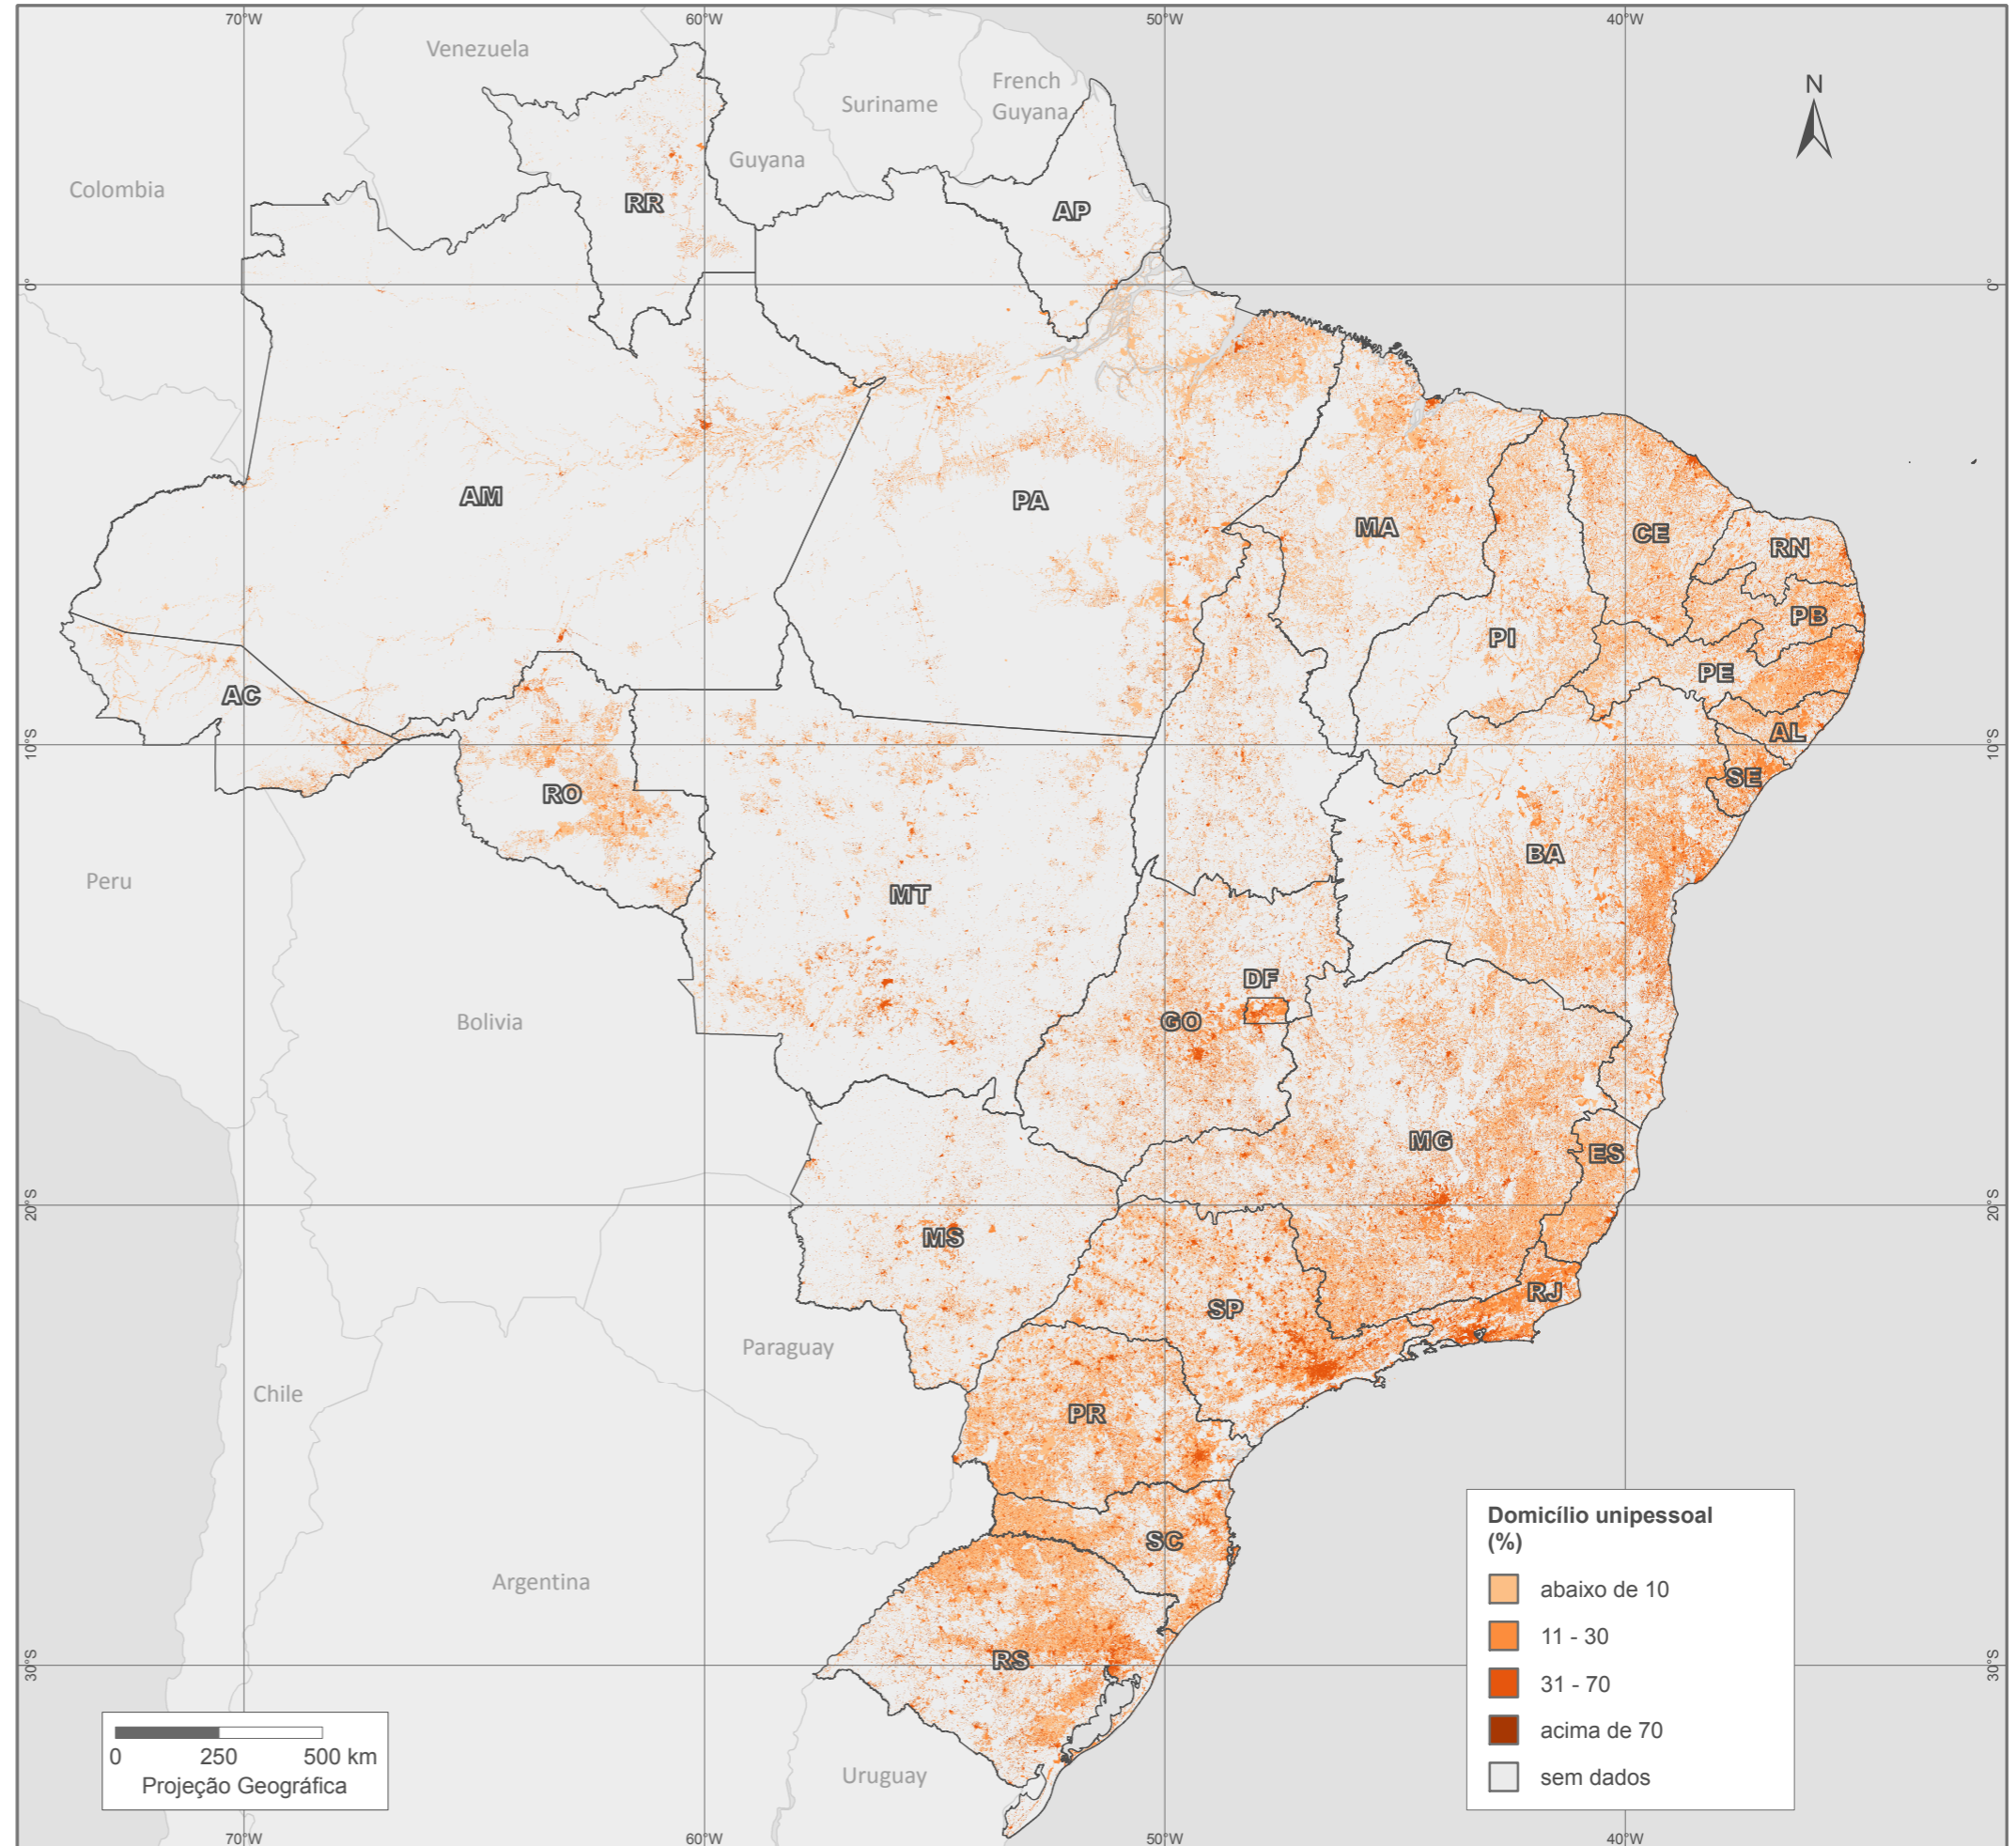 70°W
60°W
50°W
40°W
Venezuela
Suriname
French
Guyana
N
Guyana
Colombia
RR
AP
0°
0°
AM
PA
MA
CE
RN
PB
PI
PE
AC
AL
10°S
10°S
SE
RO
BA
Peru
MT
DF
Bolivia
GO
MG
ES
20°S
20°S
MS
RJ
SP
Paraguay
Chile
PR
SC
Argentina
RS
30°S
30°S
Uruguay
Domicílio unipessoal
(%)
abaixo de 10
11 - 30
31 - 70
acima de 70
sem dados
0 250 500 km
Projeção Geográfica
70°W
60°W
50°W
40°W